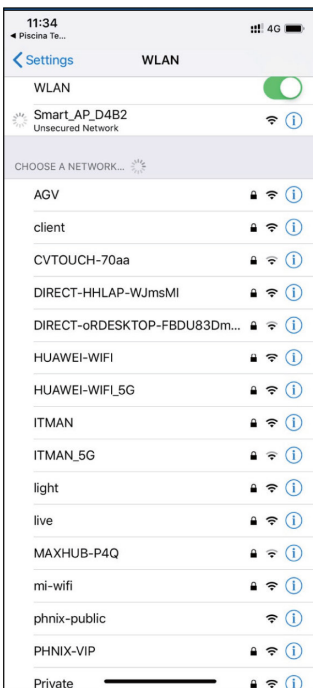 11:34
4G
◀ Piscina Te...
Settings
WLAN
WLAN
Smart_AP_D4B2
Unsecured Network
CHOOSE A NETWORK...
AGV
client
CVTOUCH-70aa
DIRECT-HHLAP-WJmsMI
DIRECT-oRDESKTOP-FBDU83Dm...
HUAWEI-WIFI
HUAWEI-WIFI_5G
ITMAN
ITMAN_5G
light
live
MAXHUB-P4Q
mi-wifi
phnix-public
PHNIX-VIP
Private